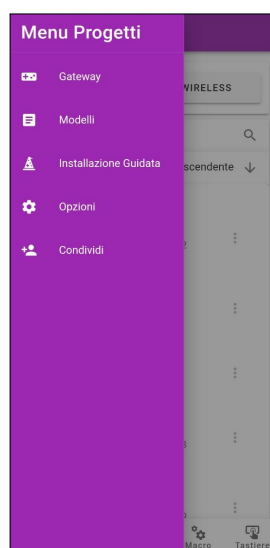 Menu Progetti
Gateway
WIRELESS
Modelli
Installazione Guidata
scendente
Opzioni
Condividi
Macro
Tastiere